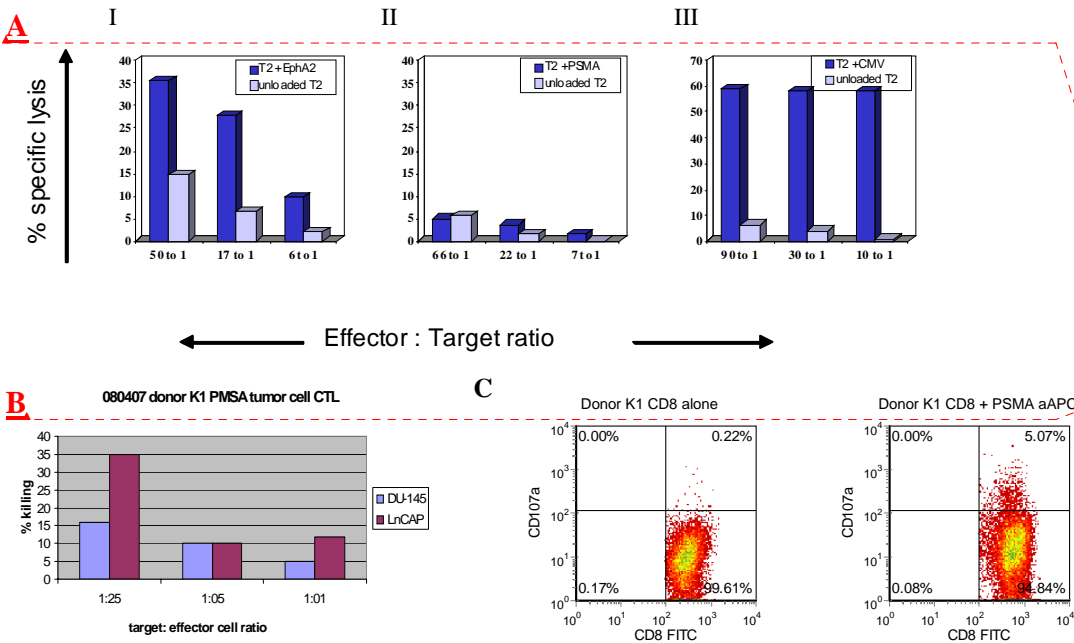 A
I
II
III
% specific lysis
40
35
30
25
20
15
10
5
0
T2 + EphA2
unloaded T2
50 to 1
17 to 1
6 to 1
40
35
30
25
20
15
10
5
0
T2 +PSMA
unloaded T2
66 to 1
22 to 1
7 to 1
70
60
50
40
30
20
10
0
T2 +CMV
unloaded T2
90 to 1
30 to 1
10 to 1
Effector : Target ratio
B
080407 donor K1 PMSA tumor cell CTL
% killing
40
35
30
25
20
15
10
5
0
DU-145
LnCAP
1:25
1:05
1:01
target: effector cell ratio
C
Donor K1 CD8 alone
CD107a
10^4
10^3
10^2
10^1
10^0
0.00%
0.22%
0.17%
99.61%
10^0 10^1 10^2 10^3 10^4
CD8 FITC
Donor K1 CD8 + PSMA aAPC
CD107a
10^4
10^3
10^2
10^1
10^0
0.00%
5.07%
0.08%
94.84%
10^0 10^1 10^2 10^3 10^4
CD8 FITC